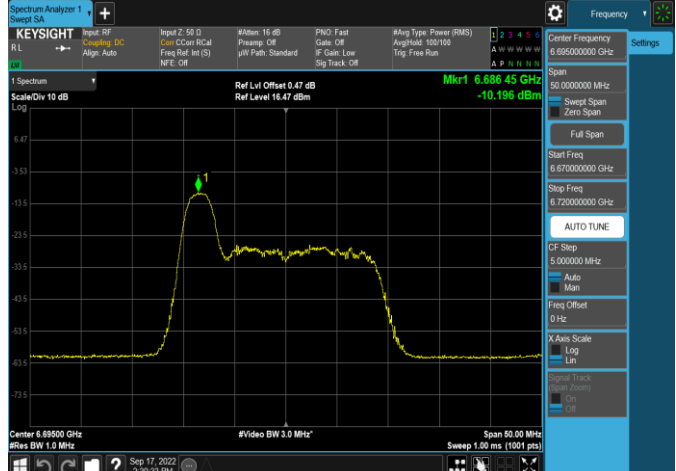 Spectrum Analyzer 1
Swept SA
Frequency
KEYSIGHT
Input: RF
Input Z: 50 Ω
#Atten: 16 dB
PNO: Fast
#Avg Type: Power (RMS)
1 2 3 4 5 6
RL
Coupling: DC
Corr CCorr RCal
Preamp: Off
Gate: Off
Avg|Hold: 100/100
A W W W W W
Align: Auto
Freq Ref: Int (S)
µW Path: Standard
IF Gain: Low
Trig: Free Run
NFE: Off
Sig Track: Off
A P N N N N
1 Spectrum
Ref Lvl Offset 0.47 dB
Mkr1 6.686 45 GHz
Scale/Div 10 dB
Ref Level 16.47 dBm
-10.196 dBm
Log
6.47
-3.53
-13.5
-23.5
-33.5
-43.5
-53.5
-63.5
-73.5
1
Center 6.69500 GHz
#Video BW 3.0 MHz*
Span 50.00 MHz
#Res BW 1.0 MHz
Sweep 1.00 ms (1001 pts)
Sep 17, 2022
Center Frequency
6.695000000 GHz
Settings
Span
50.0000000 MHz
Swept Span
Zero Span
Full Span
Start Freq
6.670000000 GHz
Stop Freq
6.720000000 GHz
AUTO TUNE
CF Step
5.000000 MHz
Auto
Man
Freq Offset
0 Hz
X Axis Scale
Log
Lin
Signal Track
(Span Zoom)
On
Off